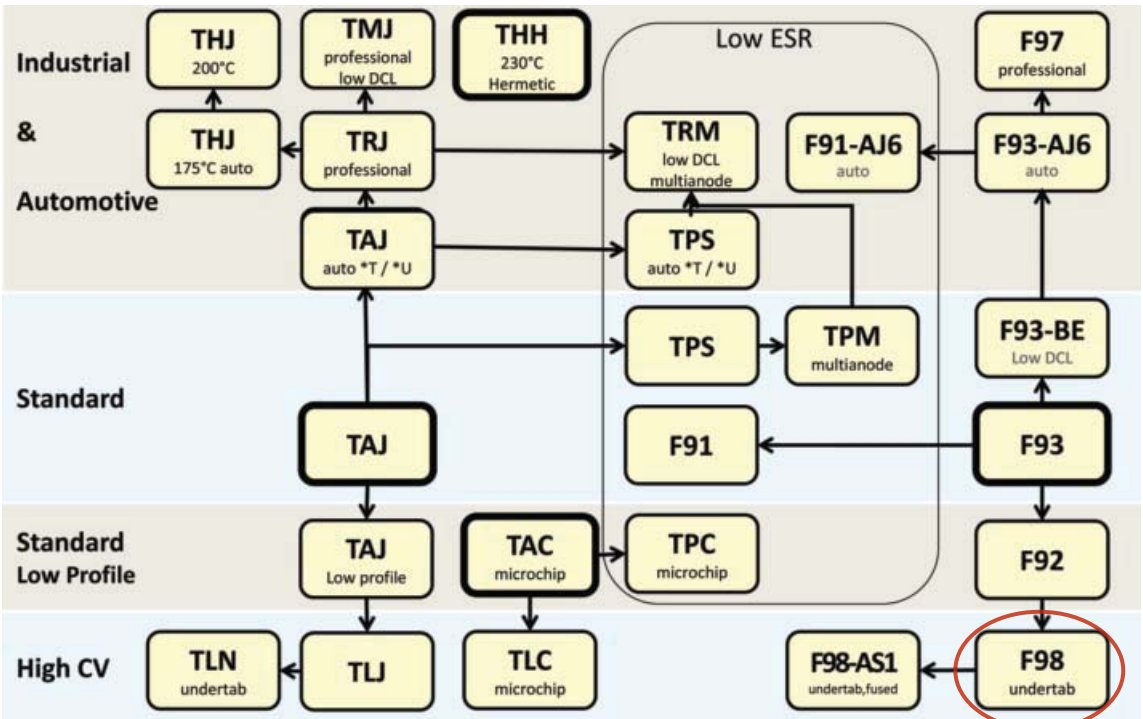 Industrial
&
Automotive
THJ
200°C
TMJ
professional
low DCL
THH
230°C
Hermetic
Low ESR
F97
professional
THJ
175°C auto
TRJ
professional
TRM
low DCL
multianode
F91-AJ6
auto
F93-AJ6
auto
TAJ
auto *T / *U
TPS
auto *T / *U
Standard
TPS
TPM
multianode
F93-BE
Low DCL
TAJ
F91
F93
Standard
Low Profile
TAJ
Low profile
TAC
microchip
TPC
microchip
F92
High CV
TLN
undertab
TLJ
TLC
microchip
F98-AS1
undertab,fused
F98
undertab